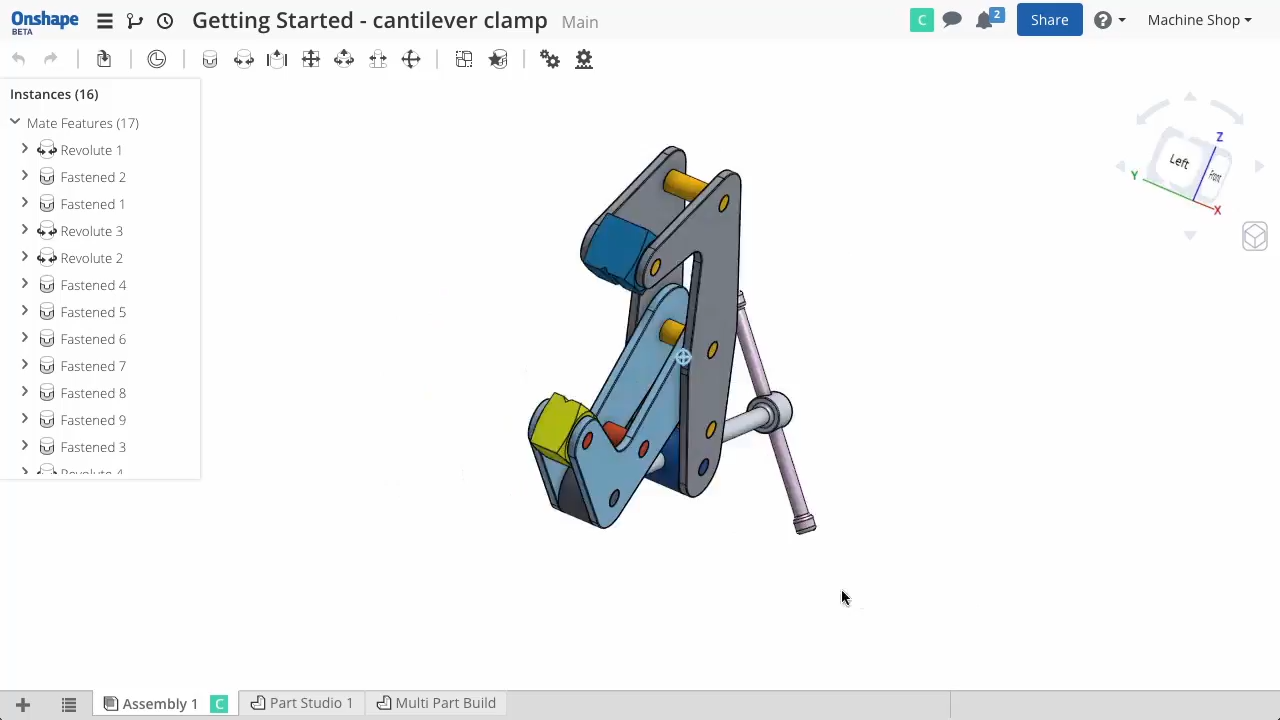 Onshape
BETA
Getting Started - cantilever clamp Main
C
2
Share
Machine Shop
Instances (16)
Mate Features (17)
Revolute 1
Fastened 2
Fastened 1
Revolute 3
Revolute 2
Fastened 4
Fastened 5
Fastened 6
Fastened 7
Fastened 8
Fastened 9
Fastened 3
Revolute 4
Z
Left
Front
Y
X
Assembly 1 C
Part Studio 1
Multi Part Build